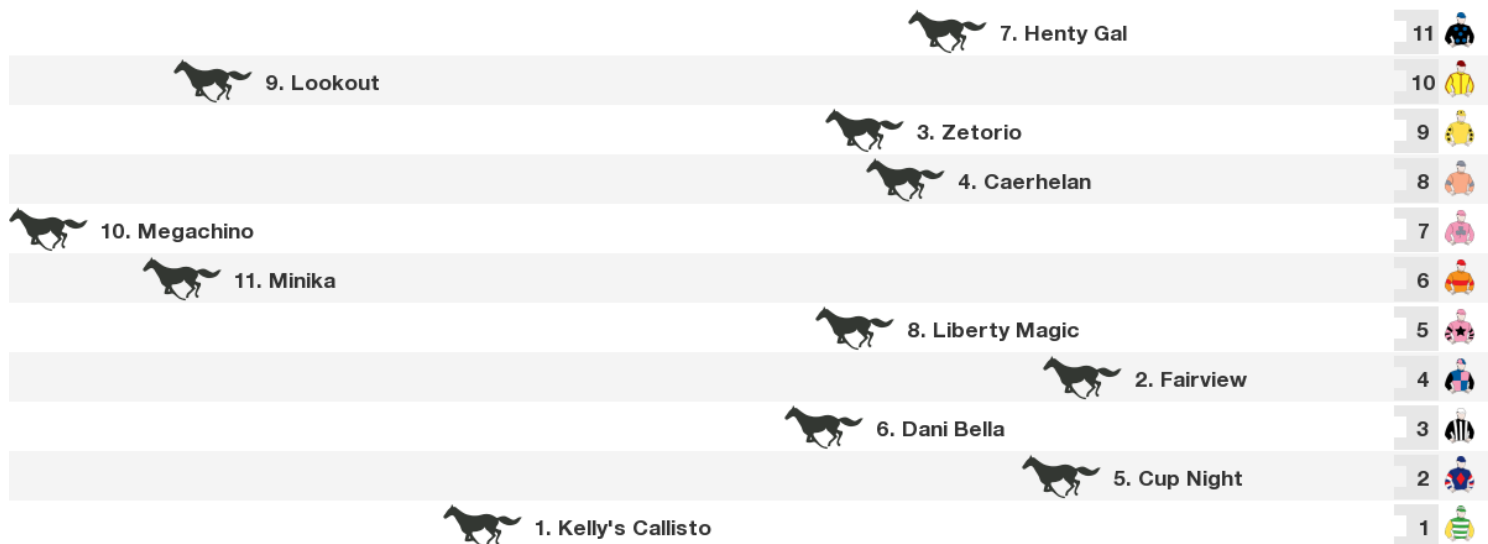 7. Henty Gal 11
9. Lookout 10
3. Zetorio 9
4. Caerhelan 8
10. Megachino 7
11. Minika 6
8. Liberty Magic 5
2. Fairview 4
6. Dani Bella 3
5. Cup Night 2
1. Kelly's Callisto 1